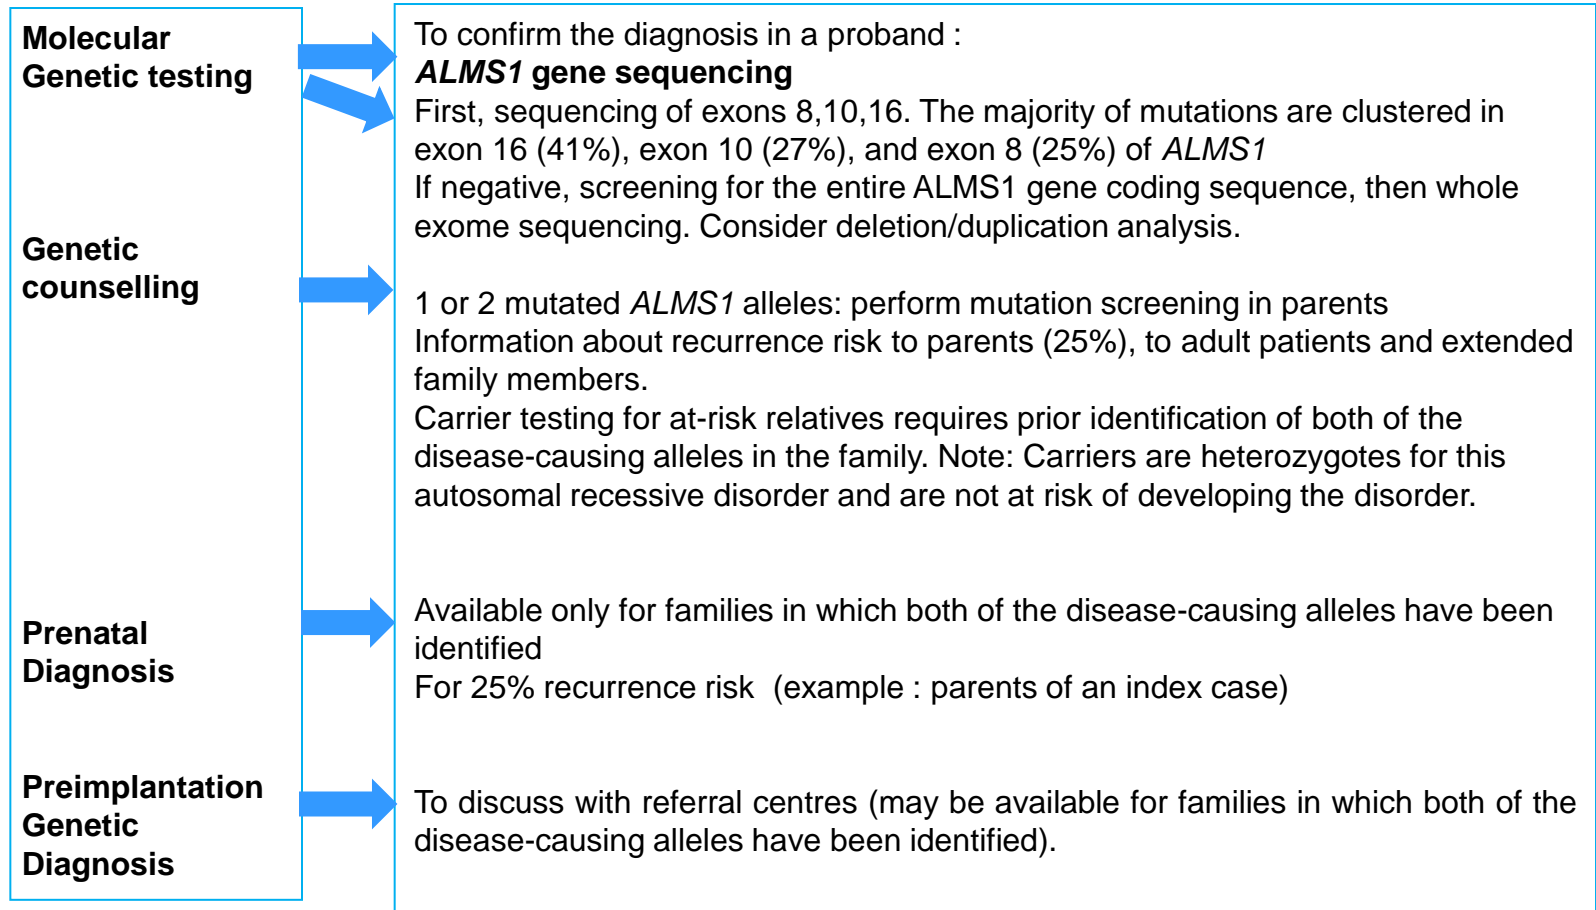 Molecular
Genetic testing
To confirm the diagnosis in a proband :
ALMS1 gene sequencing
First, sequencing of exons 8,10,16. The majority of mutations are clustered in
exon 16 (41%), exon 10 (27%), and exon 8 (25%) of ALMS1
If negative, screening for the entire ALMS1 gene coding sequence, then whole
exome sequencing. Consider deletion/duplication analysis.
Genetic
counselling
1 or 2 mutated ALMS1 alleles: perform mutation screening in parents
Information about recurrence risk to parents (25%), to adult patients and extended
family members.
Carrier testing for at-risk relatives requires prior identification of both of the
disease-causing alleles in the family. Note: Carriers are heterozygotes for this
autosomal recessive disorder and are not at risk of developing the disorder.
Prenatal
Diagnosis
Available only for families in which both of the disease-causing alleles have been
identified
For 25% recurrence risk (example : parents of an index case)
Preimplantation
Genetic
Diagnosis
To discuss with referral centres (may be available for families in which both of the
disease-causing alleles have been identified).